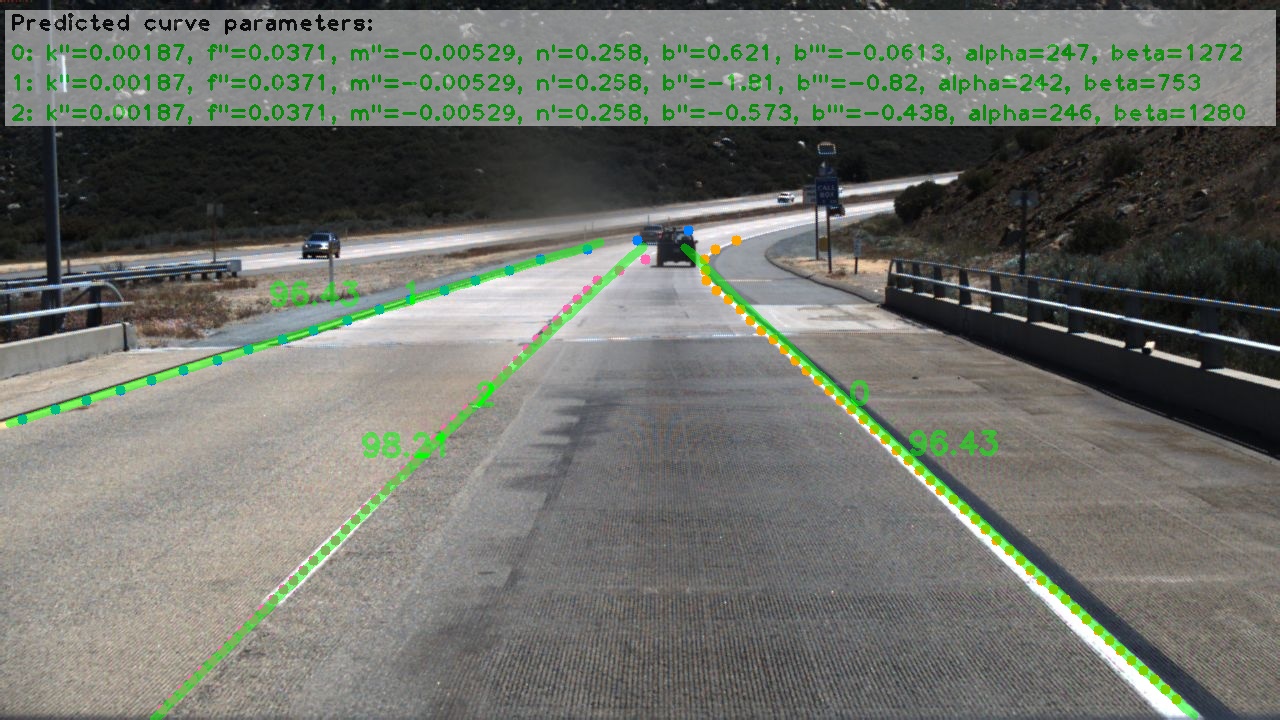 Predicted curve parameters:
0: k''=0.00187, f''=0.0371, m''=-0.00529, n'=0.258, b''=0.621, b'''=-0.0613, alpha=247, beta=1272
1: k''=0.00187, f''=0.0371, m''=-0.00529, n'=0.258, b''=-1.81, b'''=-0.82, alpha=242, beta=753
2: k''=0.00187, f''=0.0371, m''=-0.00529, n'=0.258, b''=-0.573, b'''=-0.438, alpha=246, beta=1280
CALL
BOX
98.43 1
2 0
98.21 96.43